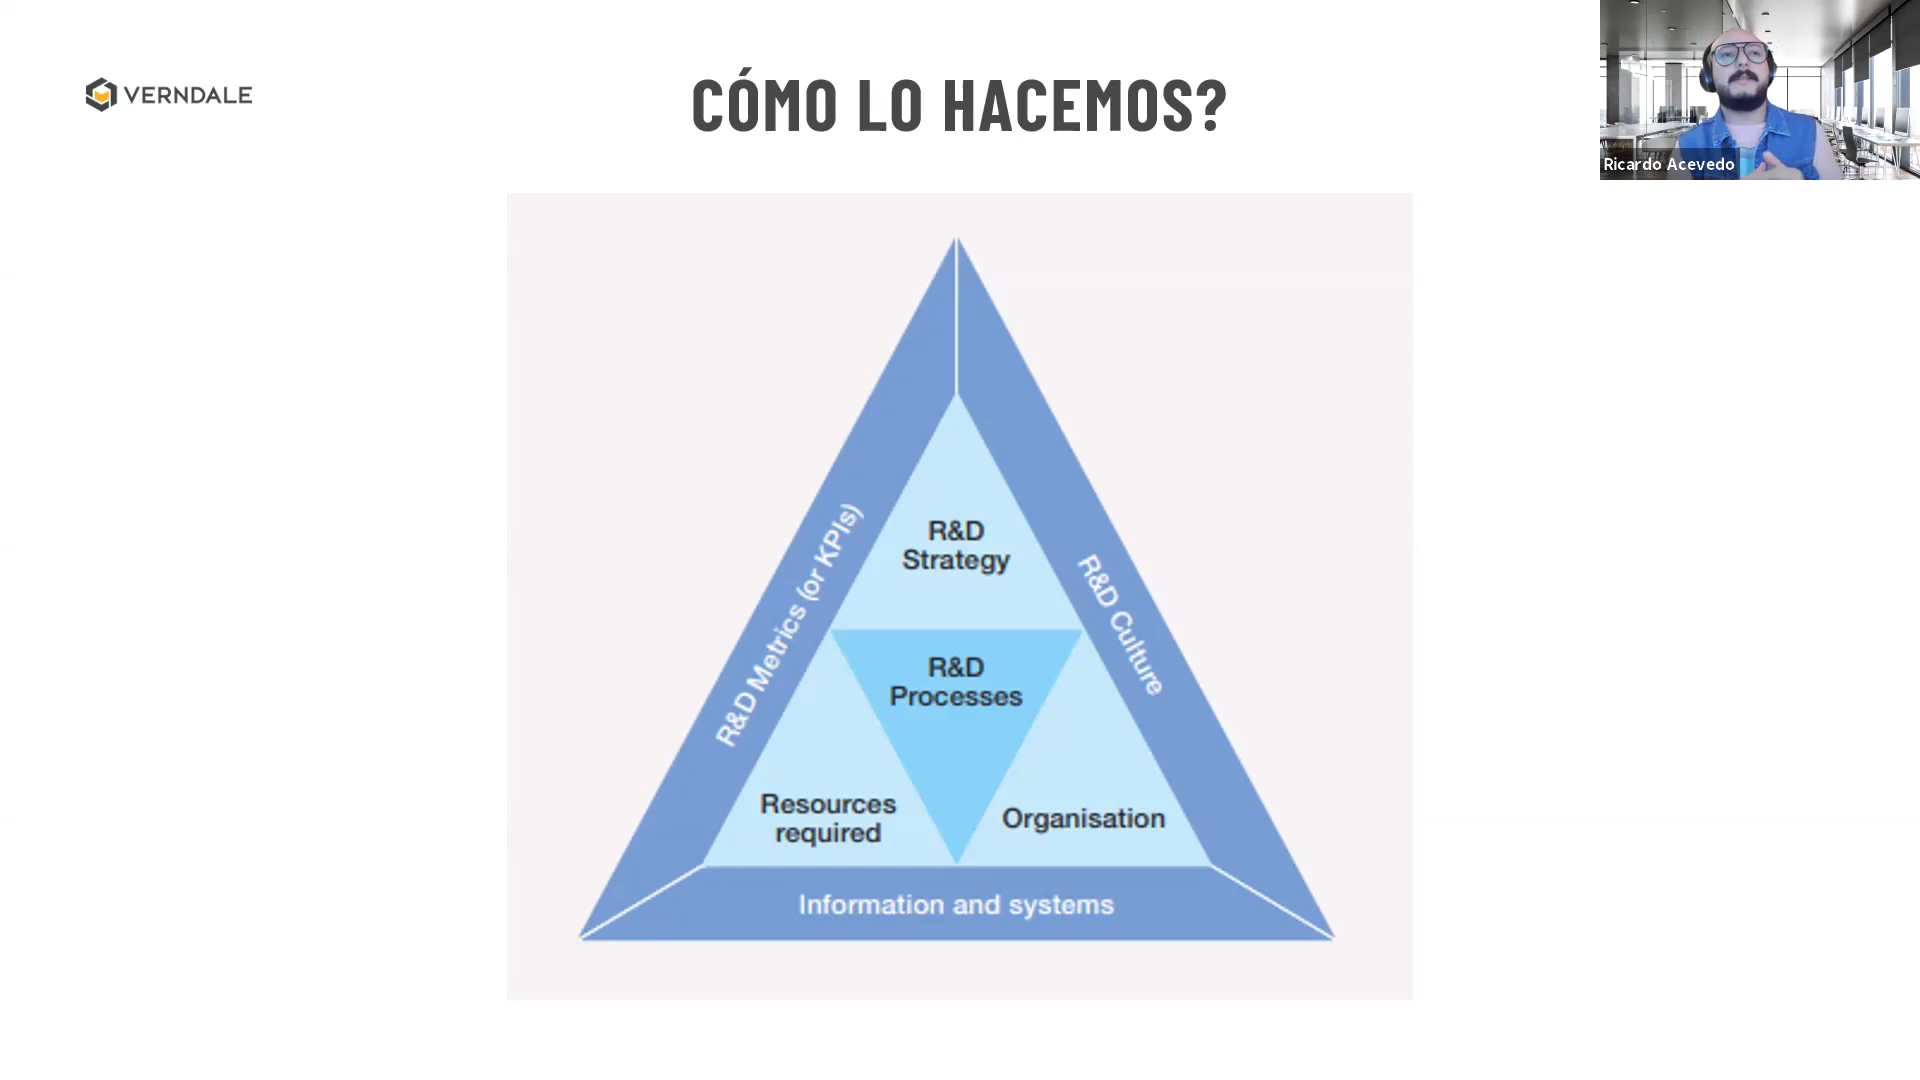 VERNDALE
CÓMO LO HACEMOS?
Ricardo Acevedo
R&D Metrics (or KPIs)
R&D
Strategy
R&D Culture
R&D
Processes
Resources
required
Organisation
Information and systems